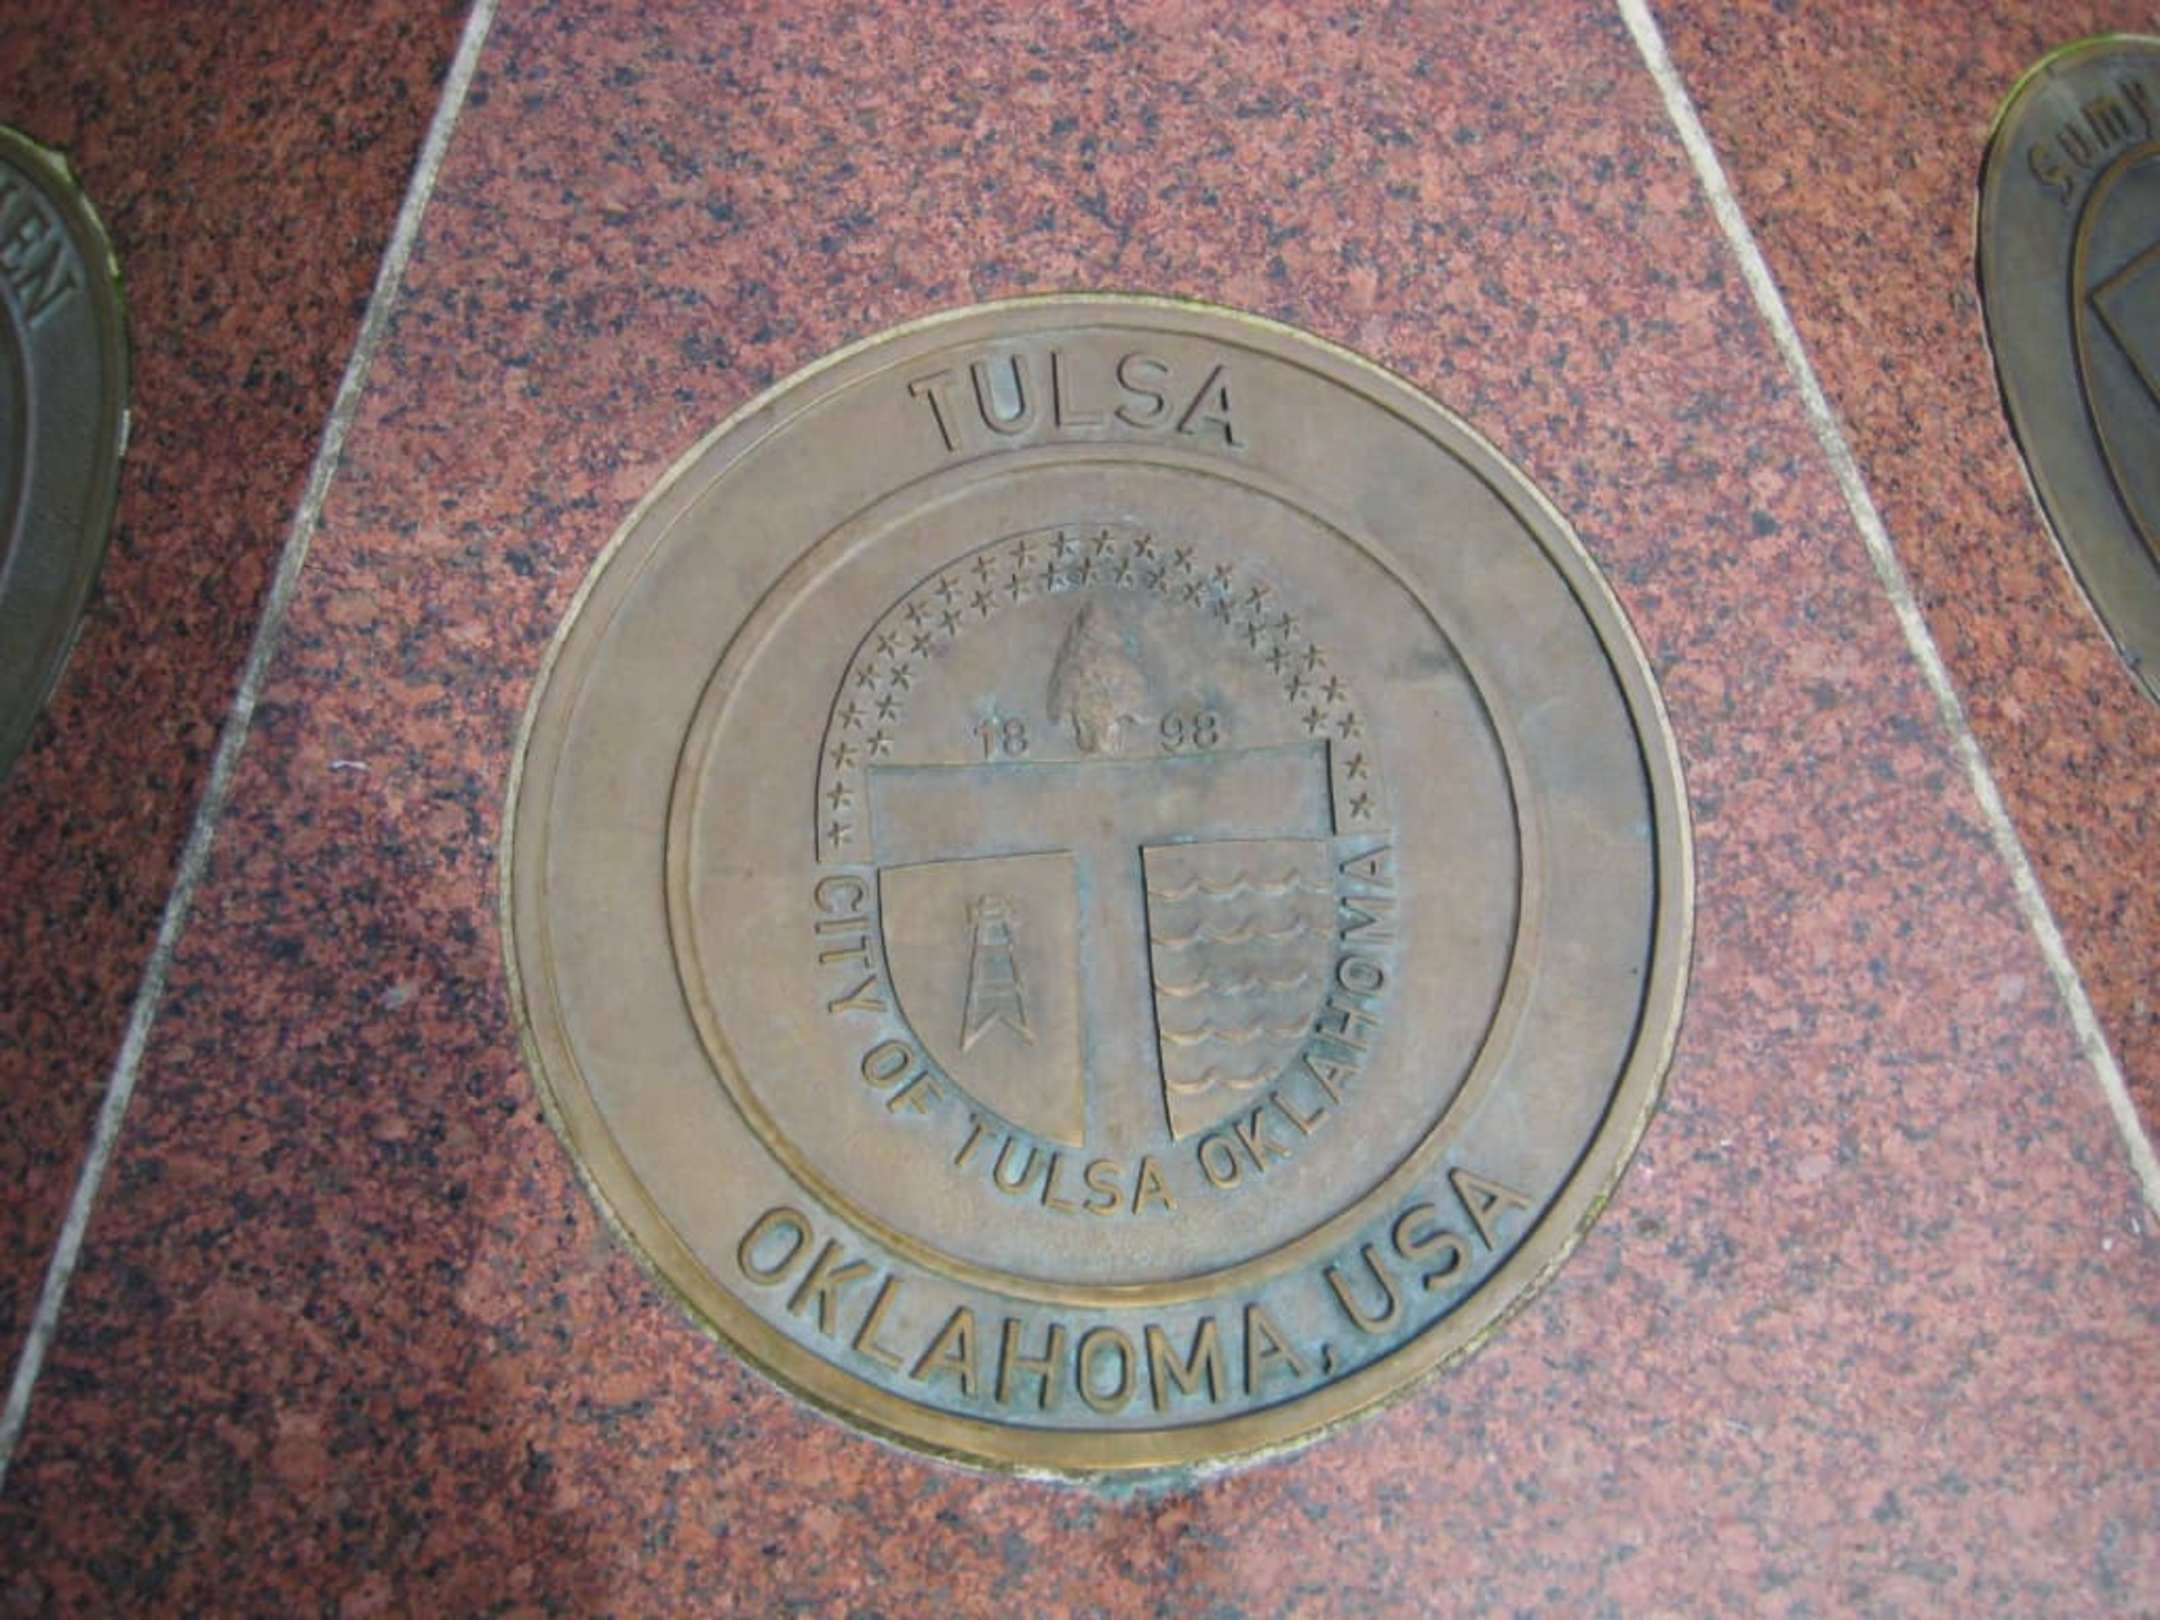 TULSA
18 98
CITY OF TULSA OKLAHOMA
OKLAHOMA, USA